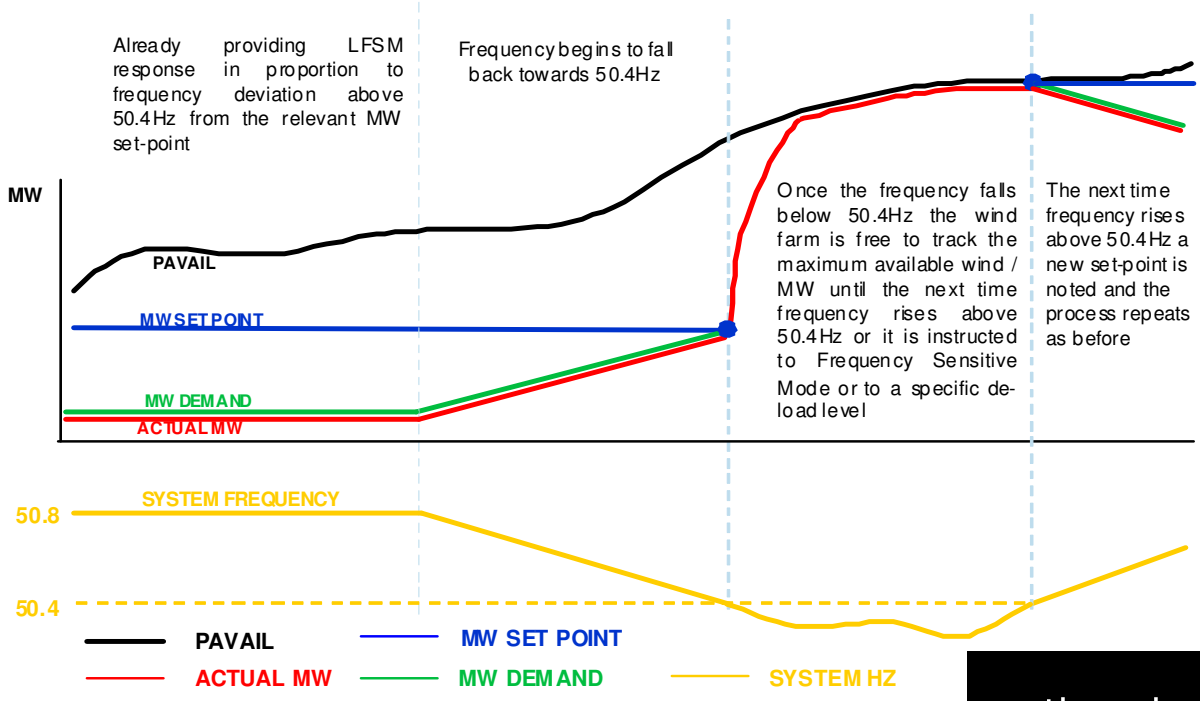 Already providing LFSM
response in proportion to
frequency deviation above
50.4Hz from the relevant MW
set-point
Frequency begins to fall
back towards 50.4Hz
MW
PAVAIL
MW SET POINT
MW DEMAND
ACTUAL MW
Once the frequency falls
below 50.4Hz the wind
farm is free to track the
maximum available wind /
MW until the next time
frequency rises above
50.4Hz or it is instructed
to Frequency Sensitive
Mode or to a specific de-
load level
The next time
frequency rises
above 50.4Hz a
new set-point is
noted and the
process repeats
as before
SYSTEM FREQUENCY
50.8
50.4
PAVAIL
MW SET POINT
ACTUAL MW
MW DEMAND
SYSTEM HZ